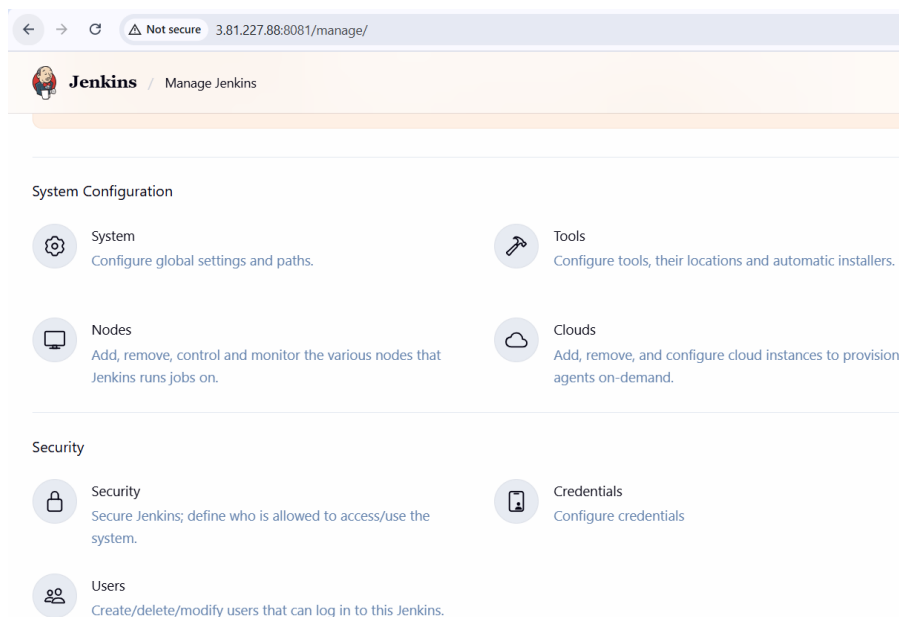 Not secure 3.81.227.88:8081/manage/
Jenkins / Manage Jenkins
System Configuration
System
Configure global settings and paths.
Tools
Configure tools, their locations and automatic installers.
Nodes
Add, remove, control and monitor the various nodes that
Jenkins runs jobs on.
Clouds
Add, remove, and configure cloud instances to provision
agents on-demand.
Security
Security
Secure Jenkins; define who is allowed to access/use the
system.
Credentials
Configure credentials
Users
Create/delete/modify users that can log in to this Jenkins.